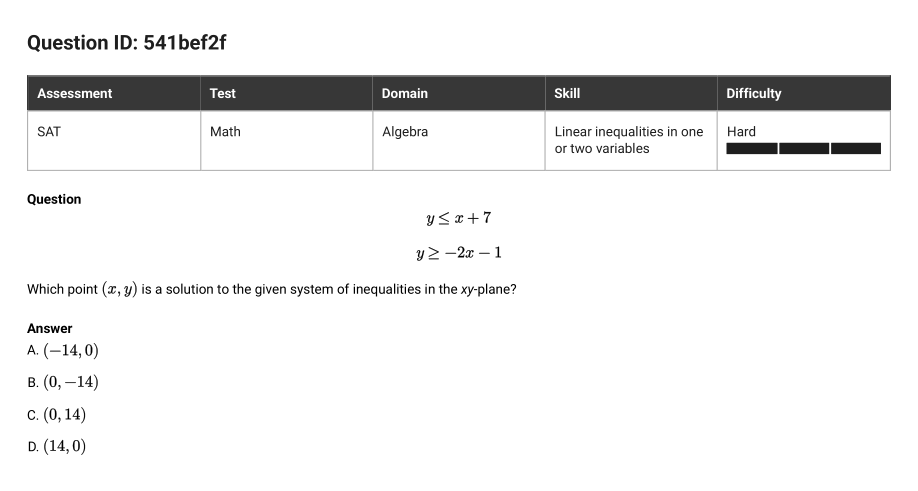 Question ID: 541bef2f
Assessment Test Domain Skill Difficulty
SAT Math Algebra Linear inequalities in one or two variables Hard
Question
y ≤ x + 7
y ≥ −2x − 1
Which point (x, y) is a solution to the given system of inequalities in the xy-plane?
Answer
A. (−14, 0)
B. (0, −14)
C. (0, 14)
D. (14, 0)